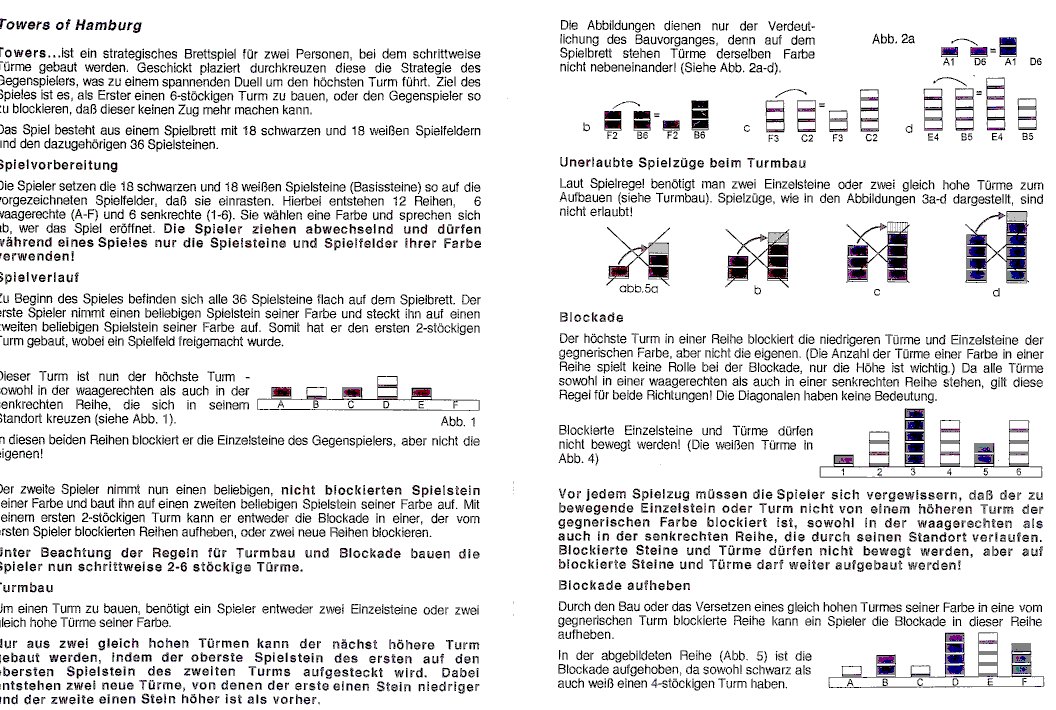 Towers of Hamburg
Towers...ist ein strategisches Brettspiel für zwei Personen, bei dem schrittweise
Türme gebaut werden. Geschickt plaziert durchkreuzen diese die Strategie des
Gegenspielers, was zu einem spannenden Duell um den höchsten Turm führt. Ziel des
Spieles ist es, als Erster einen 6-stöckigen Turm zu bauen, oder den Gegenspieler so
zu blockieren, daß dieser keinen Zug mehr machen kann.
Das Spiel besteht aus einem Spielbrett mit 18 schwarzen und 18 weißen Spielfeldern
und den dazugehörigen 36 Spielsteinen.
Spielvorbereitung
Die Spieler setzen die 18 schwarzen und 18 weißen Spielsteine (Basissteine) so auf die
vorgezeichneten Spielfelder, daß sie einrasten. Hierbei entstehen 12 Reihen, 6
waagerechte (A-F) und 6 senkrechte (1-6). Sie wählen eine Farbe und sprechen sich
ab, wer das Spiel eröffnet. Die Spieler ziehen abwechselnd und dürfen
während eines Spieles nur die Spielsteine und Spielfelder ihrer Farbe
verwenden!
Spielverlauf
Zu Beginn des Spieles befinden sich alle 36 Spielsteine flach auf dem Spielbrett. Der
erste Spieler nimmt einen beliebigen Spielstein seiner Farbe und steckt ihn auf einen
zweiten beliebigen Spielstein seiner Farbe auf. Somit hat er den ersten 2-stöckigen
Turm gebaut, wobei ein Spielfeld freigemacht wurde.
Dieser Turm ist nun der höchste Turm -
sowohl in der waagerechten als auch in der
senkrechten Reihe, die sich in seinem
Standort kreuzen (siehe Abb. 1).
A B C D E F
Abb. 1
In diesen beiden Reihen blockiert er die Einzelsteine des Gegenspielers, aber nicht die
eigenen!
Der zweite Spieler nimmt nun einen beliebigen, nicht blockierten Spielstein
seiner Farbe und baut ihn auf einen zweiten beliebigen Spielstein seiner Farbe auf. Mit
seinem ersten 2-stöckigen Turm kann er entweder die Blockade in einer, der vom
ersten Spieler blockierten Reihen aufheben, oder zwei neue Reihen blockieren.
Unter Beachtung der Regeln für Turmbau und Blockade bauen die
Spieler nun schrittweise 2-6 stöckige Türme.
Turmbau
Um einen Turm zu bauen, benötigt ein Spieler entweder zwei Einzelsteine oder zwei
gleich hohe Türme seiner Farbe.
Nur aus zwei gleich hohen Türmen kann der nächst höhere Turm
gebaut werden, indem der oberste Spielstein des ersten auf den
obersten Spielstein des zweiten Turms aufgesteckt wird. Dabei
entstehen zwei neue Türme, von denen der erste einen Stein niedriger
und der zweite einen Stein höher ist als vorher.
Die Abbildungen dienen nur der Verdeut-
lichung des Bauvorganges, denn auf dem
Spielbrett stehen Türme derselben Farbe
nicht nebeneinander! (Siehe Abb. 2a-d).
Abb. 2a
=
A1 D6 A1 D6
b F2 B6 = F2 B6
c F3 C2 = F3 C2
d E4 B5 = E4 B5
Unerlaubte Spielzüge beim Turmbau
Laut Spielregel benötigt man zwei Einzelsteine oder zwei gleich hohe Türme zum
Aufbauen (siehe Turmbau). Spielzüge, wie in den Abbildungen 3a-d dargestellt, sind
nicht erlaubt!
abb.5a b c d
Blockade
Der höchste Turm in einer Reihe blockiert die niedrigeren Türme und Einzelsteine der
gegnerischen Farbe, aber nicht die eigenen. (Die Anzahl der Türme einer Farbe in einer
Reihe spielt keine Rolle bei der Blockade, nur die Höhe ist wichtig.) Da alle Türme
sowohl in einer waagerechten als auch in einer senkrechten Reihe stehen, gilt diese
Regel für beide Richtungen! Die Diagonalen haben keine Bedeutung.
Blockierte Einzelsteine und Türme dürfen
nicht bewegt werden! (Die weißen Türme in
Abb. 4)
1 2 3 4 5 6
Vor jedem Spielzug müssen die Spieler sich vergewissern, daß der zu
bewegende Einzelstein oder Turm nicht von einem höheren Turm der
gegnerischen Farbe blockiert ist, sowohl in der waagerechten als
auch in der senkrechten Reihe, die durch seinen Standort verlaufen.
Blockierte Steine und Türme dürfen nicht bewegt werden, aber auf
blockierte Steine und Türme darf weiter aufgebaut werden!
Blockade aufheben
Durch den Bau oder das Versetzen eines gleich hohen Turmes seiner Farbe in eine vom
gegnerischen Turm blockierte Reihe kann ein Spieler die Blockade in dieser Reihe
aufheben.
In der abgebildeten Reihe (Abb. 5) ist die
Blockade aufgehoben, da sowohl schwarz als
auch weiß einen 4-stöckigen Turm haben.
A B C D E F